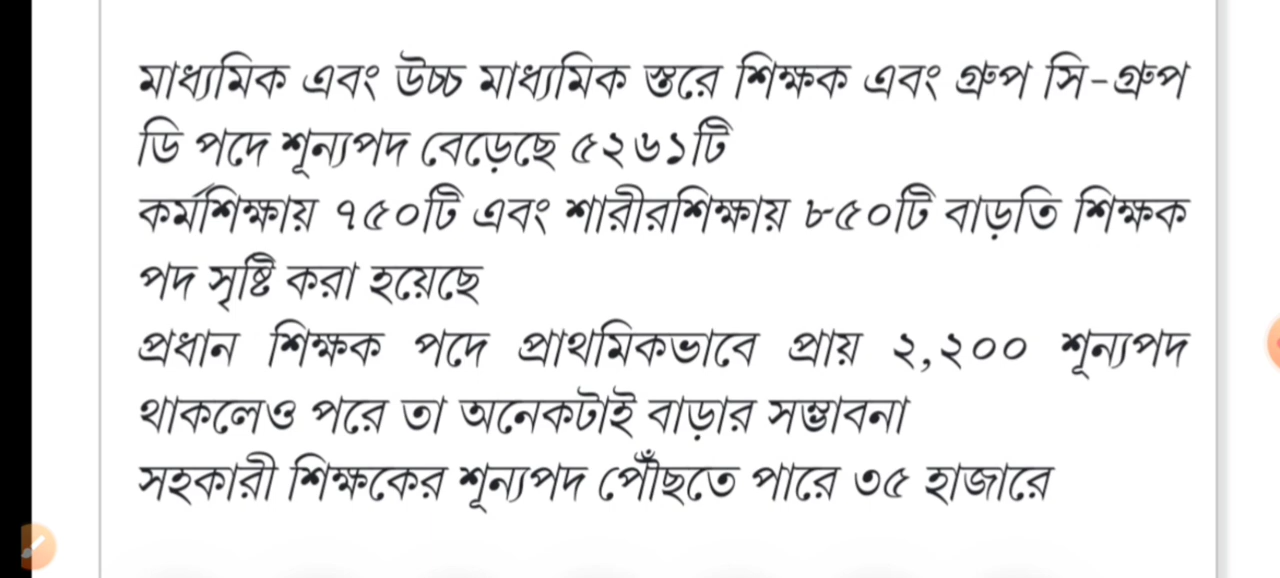 মাধ্যমিক এবং উচ্চ মাধ্যমিক স্তরে শিক্ষক এবং গ্রুপ সি-গ্রুপ
ডি পদে শূন্যপদ বেড়েছে ৫২৬১টি
কর্মশিক্ষায় ৭৫০টি এবং শারীরশিক্ষায় ৮৫০টি বাড়তি শিক্ষক
পদ সৃষ্টি করা হয়েছে
প্রধান শিক্ষক পদে প্রাথমিকভাবে প্রায় ২,২০০ শূন্যপদ
থাকলেও পরে তা অনেকটাই বাড়ার সম্ভাবনা
সহকারী শিক্ষকের শূন্যপদ পৌঁছতে পারে ৩৫ হাজারে